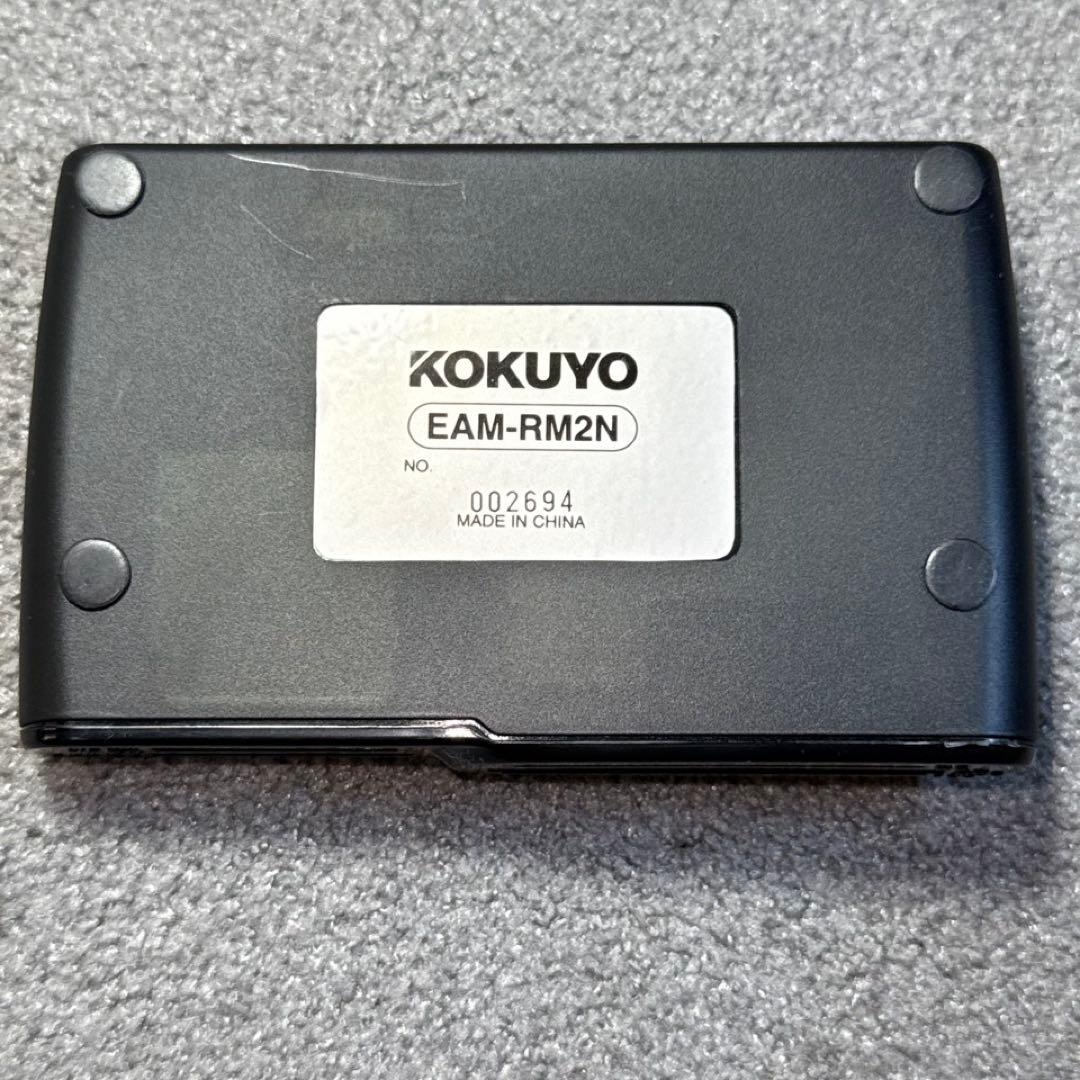 KOKUYO
EAM-RM2N
NO.
002694
MADE IN CHINA